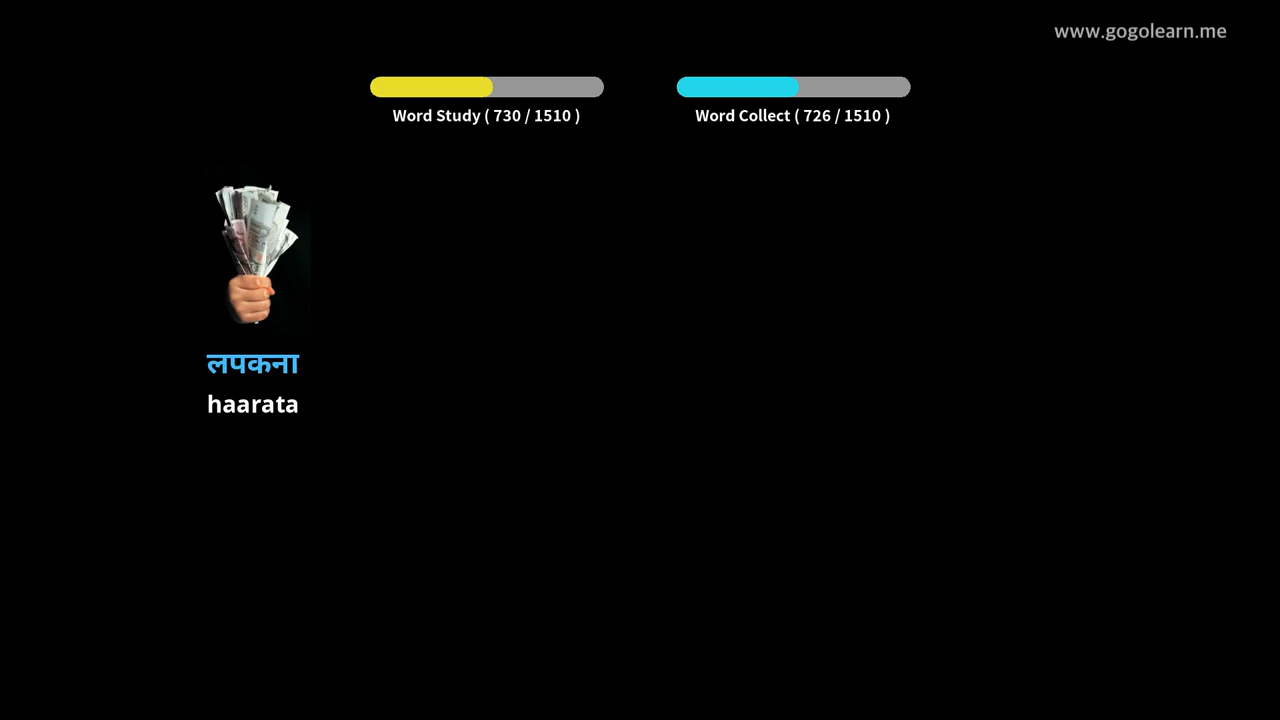 www.gogolearn.me
Word Study ( 730 / 1510 )
Word Collect ( 726 / 1510 )
लपकना
haarata